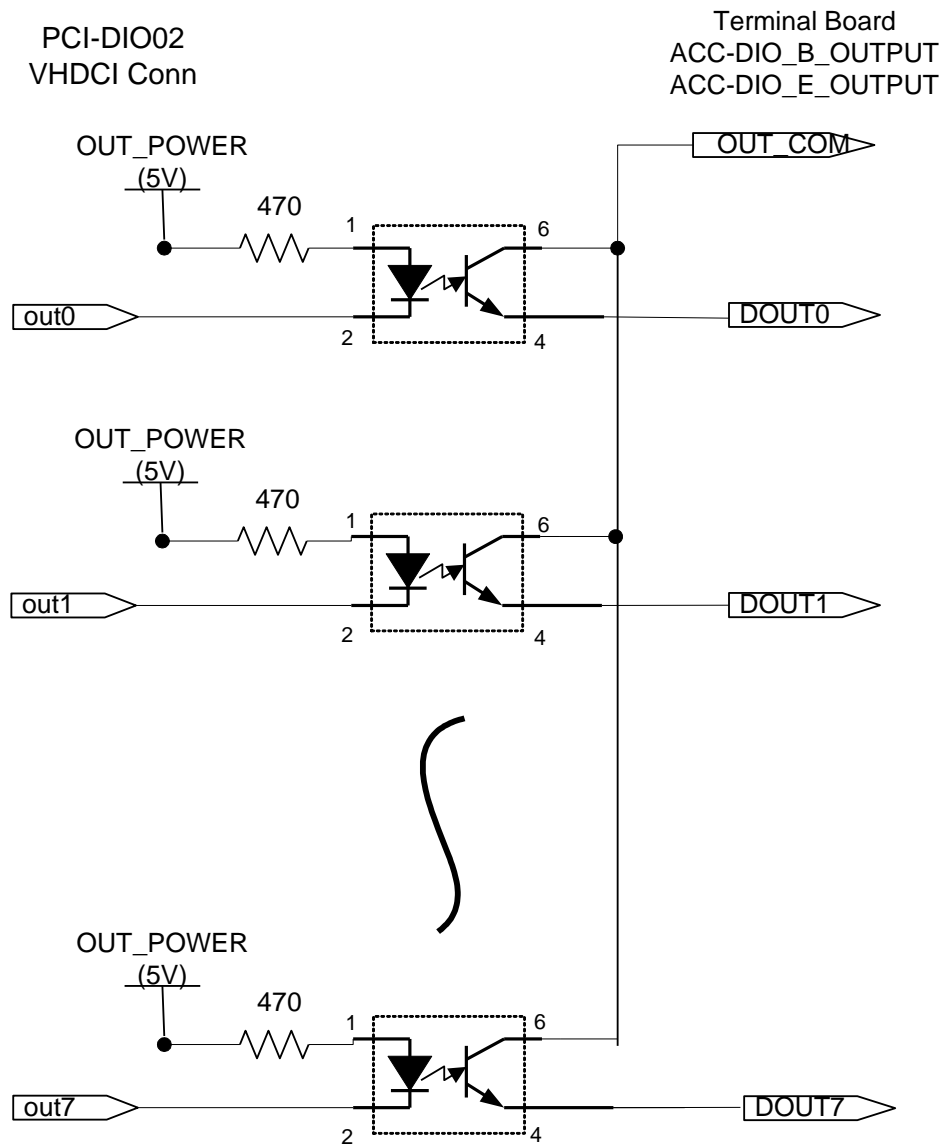 PCI-DIO02
VHDCI Conn
Terminal Board
ACC-DIO_B_OUTPUT
ACC-DIO_E_OUTPUT
OUT_COM
OUT_POWER
(5V)
470
1
6
out0
2
4
DOUT0
OUT_POWER
(5V)
470
1
6
out1
2
4
DOUT1
OUT_POWER
(5V)
470
1
6
out7
2
4
DOUT7